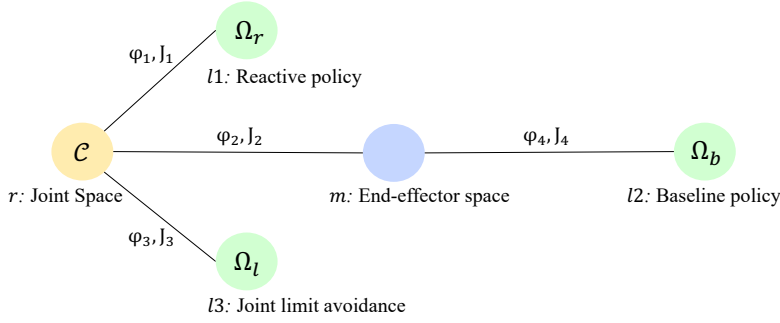 Ωᵣ
φ₁, J₁
l1: Reactive policy
𝒞
φ₂, J₂
φ₄, J₄
Ω_b
r: Joint Space
m: End-effector space
l2: Baseline policy
φ₃, J₃
Ω_l
l3: Joint limit avoidance